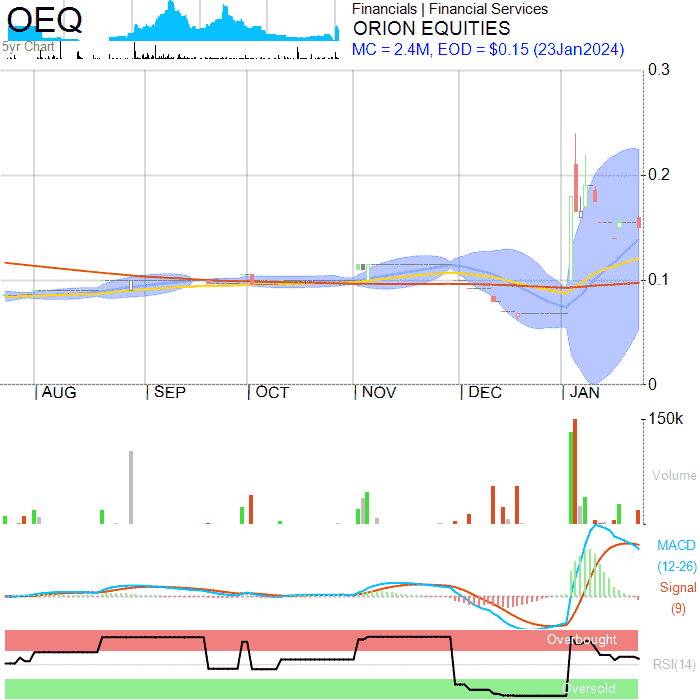 OEQ
5yr Chart
Financials | Financial Services
ORION EQUITIES
MC = 2.4M, EOD = $0.15 (23Jan2024)
0.3
0.2
0.1
0
AUG SEP OCT NOV DEC JAN
150k
Volume
MACD
(12-26)
Signal
(9)
Overbought
RSI(14)
Oversold